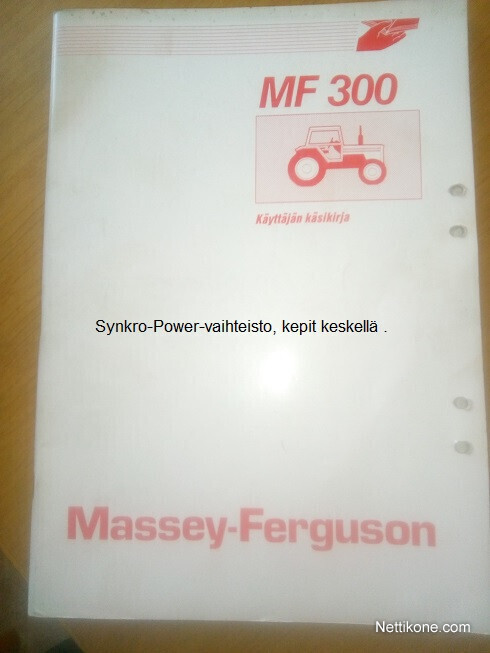 MF 300
Käyttäjän käsikirja
Synkro-Power-vaihteisto, kepit keskellä .
Massey-Ferguson
Nettikone.com